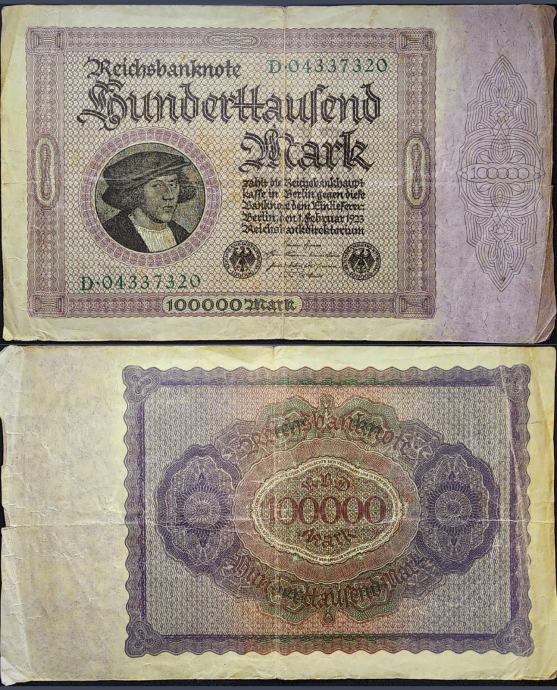 Reichsbanknote D·04337320
Hunderttausend
Mark
zahlt die Reichsbankhaupt
kasse in Berlin gegen diese
Banknote dem Einlieferer
Berlin, den 1. Februar 1923
Reichsbankdirektorium
D·04337320
100000 Mark
100000
Reichsbanknote
100000
Mark
Hunderttausend Mark